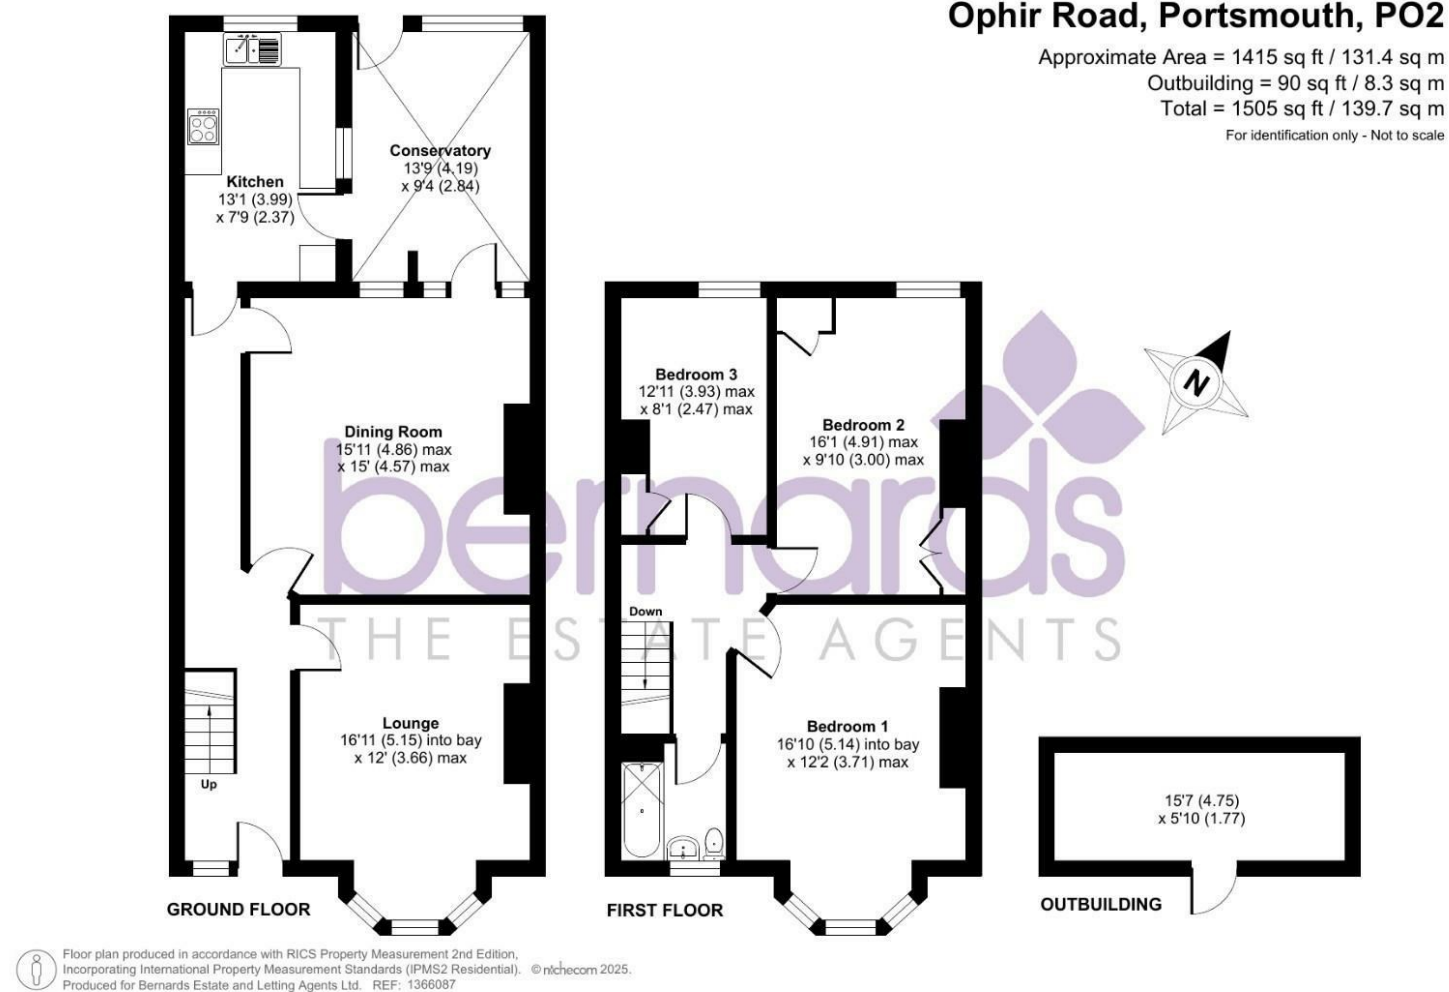 Ophir Road, Portsmouth, PO2
Approximate Area = 1415 sq ft / 131.4 sq m
Outbuilding = 90 sq ft / 8.3 sq m
Total = 1505 sq ft / 139.7 sq m
For identification only - Not to scale
Conservatory
13'9 (4.19)
x 9'4 (2.84)
Kitchen
13'1 (3.99)
x 7'9 (2.37)
Dining Room
15'11 (4.86) max
x 15' (4.57) max
Lounge
16'11 (5.15) into bay
x 12' (3.66) max
Up
GROUND FLOOR
Bedroom 3
12'11 (3.93) max
x 8'1 (2.47) max
Bedroom 2
16'1 (4.91) max
x 9'10 (3.00) max
Down
Bedroom 1
16'10 (5.14) into bay
x 12'2 (3.71) max
FIRST FLOOR
N
15'7 (4.75)
x 5'10 (1.77)
OUTBUILDING
bernards
THE ESTATE AGENTS
Floor plan produced in accordance with RICS Property Measurement 2nd Edition,
Incorporating International Property Measurement Standards (IPMS2 Residential). © nichecom 2025.
Produced for Bernards Estate and Letting Agents Ltd. REF: 1366087